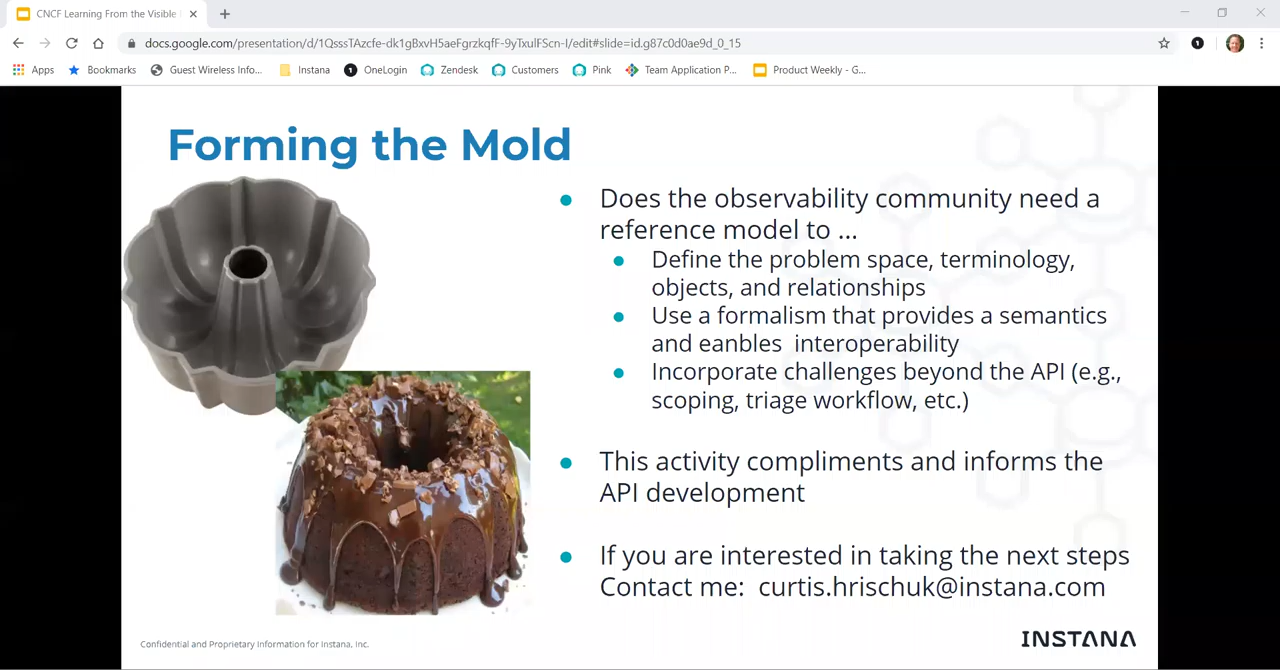 CNCF Learning From the Visible
docs.google.com/presentation/d/1QsssTAzcfe-dk1gBxvH5aeFgrzkqfF-9yTxulFScn-I/edit#slide=id.g87c0d0ae9d_0_15
Apps Bookmarks Guest Wireless Info... Instana OneLogin Zendesk Customers Pink Team Application P... Product Weekly - G...
Forming the Mold
Does the observability community need a
reference model to ...
Define the problem space, terminology,
objects, and relationships
Use a formalism that provides a semantics
and eanbles interoperability
Incorporate challenges beyond the API (e.g.,
scoping, triage workflow, etc.)
This activity compliments and informs the
API development
If you are interested in taking the next steps
Contact me: curtis.hrischuk@instana.com
Confidential and Proprietary Information for Instana, Inc.
INSTANA